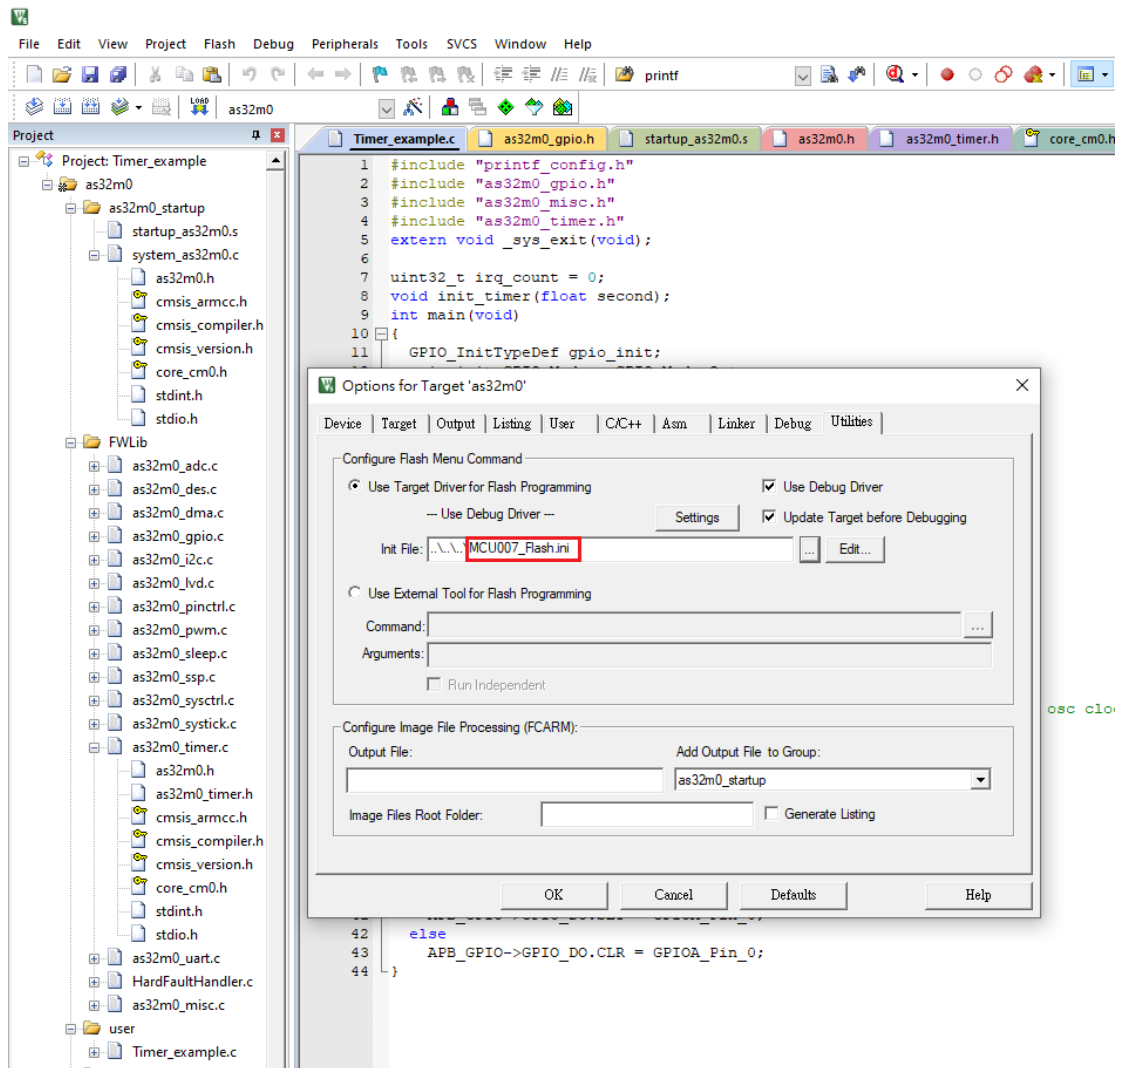 File Edit View Project Flash Debug Peripherals Tools SVCS Window Help
printf
LOAD as32m0
Project
Timer_example.c as32m0_gpio.h startup_as32m0.s as32m0.h as32m0_timer.h core_cm0.h
Project: Timer_example
as32m0
as32m0_startup
startup_as32m0.s
system_as32m0.c
as32m0.h
cmsis_armcc.h
cmsis_compiler.h
cmsis_version.h
core_cm0.h
stdint.h
stdio.h
FWLib
as32m0_adc.c
as32m0_des.c
as32m0_dma.c
as32m0_gpio.c
as32m0_i2c.c
as32m0_lvd.c
as32m0_pinctrl.c
as32m0_pwm.c
as32m0_sleep.c
as32m0_ssp.c
as32m0_sysctrl.c
as32m0_systick.c
as32m0_timer.c
as32m0.h
as32m0_timer.h
cmsis_armcc.h
cmsis_compiler.h
cmsis_version.h
core_cm0.h
stdint.h
stdio.h
as32m0_uart.c
HardFaultHandler.c
as32m0_misc.c
user
Timer_example.c
1 #include "printf_config.h"
2 #include "as32m0_gpio.h"
3 #include "as32m0_misc.h"
4 #include "as32m0_timer.h"
5 extern void _sys_exit(void);
6
7 uint32_t irq_count = 0;
8 void init_timer(float second);
9 int main(void)
10 {
11 GPIO_InitTypeDef gpio_init;
Options for Target 'as32m0'
Device Target Output Listing User C/C++ Asm Linker Debug Utilities
Configure Flash Menu Command
Use Target Driver for Flash Programming Use Debug Driver
--- Use Debug Driver --- Settings Update Target before Debugging
Init File: ..\..\..\MCU007_Flash.ini ... Edit...
Use External Tool for Flash Programming
Command: ...
Arguments:
Run Independent
osc clo
Configure Image File Processing (FCARM):
Output File: Add Output File to Group:
as32m0_startup
Image Files Root Folder: Generate Listing
OK Cancel Defaults Help
42 else
43 APB_GPIO->GPIO_DO.CLR = GPIOA_Pin_0;
44 }